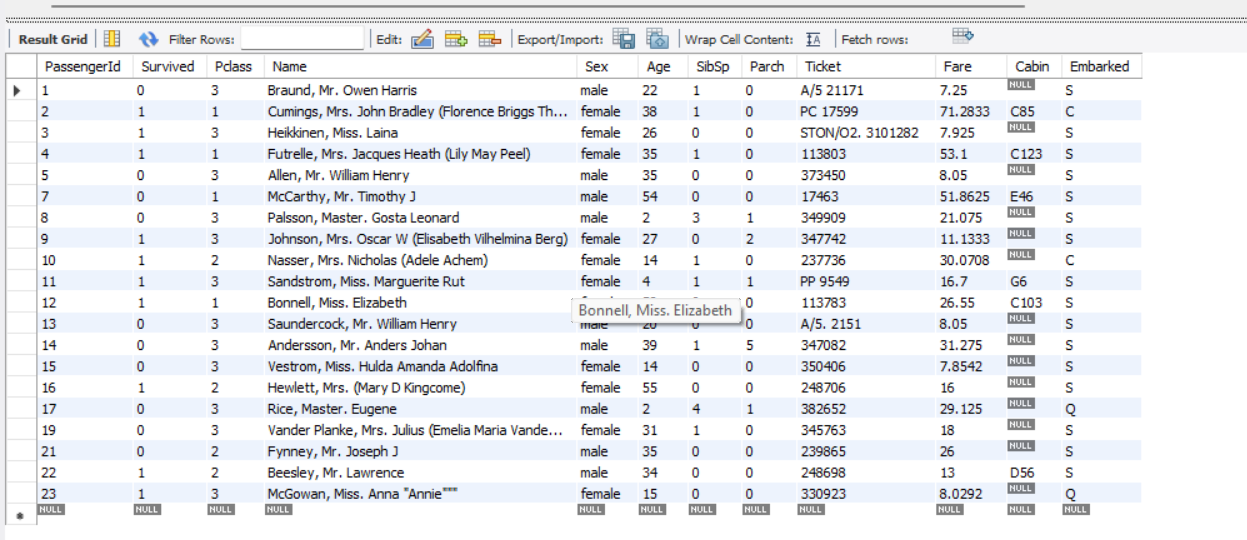 Result Grid Filter Rows: Edit: Export/Import: Wrap Cell Content: Fetch rows:
PassengerId Survived Pclass Name Sex Age SibSp Parch Ticket Fare Cabin Embarked
1 0 3 Braund, Mr. Owen Harris male 22 1 0 A/5 21171 7.25 NULL S
2 1 1 Cumings, Mrs. John Bradley (Florence Briggs Th... female 38 1 0 PC 17599 71.2833 C85 C
3 1 3 Heikkinen, Miss. Laina female 26 0 0 STON/O2. 3101282 7.925 NULL S
4 1 1 Futrelle, Mrs. Jacques Heath (Lily May Peel) female 35 1 0 113803 53.1 C123 S
5 0 3 Allen, Mr. William Henry male 35 0 0 373450 8.05 NULL S
7 0 1 McCarthy, Mr. Timothy J male 54 0 0 17463 51.8625 E46 S
8 0 3 Palsson, Master. Gosta Leonard male 2 3 1 349909 21.075 NULL S
9 1 3 Johnson, Mrs. Oscar W (Elisabeth Vilhelmina Berg) female 27 0 2 347742 11.1333 NULL S
10 1 2 Nasser, Mrs. Nicholas (Adele Achem) female 14 1 0 237736 30.0708 NULL C
11 1 3 Sandstrom, Miss. Marguerite Rut female 4 1 1 PP 9549 16.7 G6 S
12 1 1 Bonnell, Miss. Elizabeth 0 113783 26.55 C103 S
Bonnell, Miss. Elizabeth
13 0 3 Saundercock, Mr. William Henry male 20 0 0 A/5. 2151 8.05 NULL S
14 0 3 Andersson, Mr. Anders Johan male 39 1 5 347082 31.275 NULL S
15 0 3 Vestrom, Miss. Hulda Amanda Adolfina female 14 0 0 350406 7.8542 NULL S
16 1 2 Hewlett, Mrs. (Mary D Kingcome) female 55 0 0 248706 16 NULL S
17 0 3 Rice, Master. Eugene male 2 4 1 382652 29.125 NULL Q
19 0 3 Vander Planke, Mrs. Julius (Emelia Maria Vande... female 31 1 0 345763 18 NULL S
21 0 2 Fynney, Mr. Joseph J male 35 0 0 239865 26 NULL S
22 1 2 Beesley, Mr. Lawrence male 34 0 0 248698 13 D56 S
23 1 3 McGowan, Miss. Anna "Annie""" female 15 0 0 330923 8.0292 NULL Q
NULL NULL NULL NULL NULL NULL NULL NULL NULL NULL NULL NULL